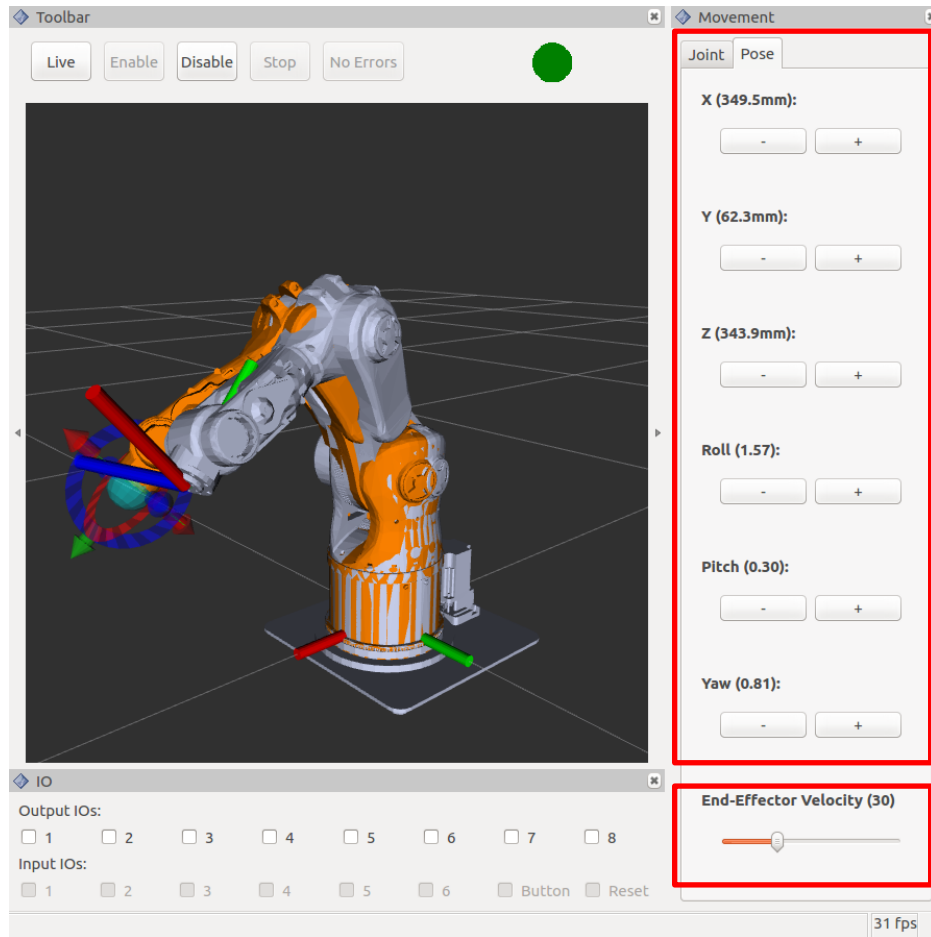 Toolbar
Live Enable Disable Stop No Errors
Movement
Joint Pose
X (349.5mm):
- +
Y (62.3mm):
- +
Z (343.9mm):
- +
Roll (1.57):
- +
Pitch (0.30):
- +
Yaw (0.81):
- +
End-Effector Velocity (30)
IO
Output IOs:
1 2 3 4 5 6 7 8
Input IOs:
1 2 3 4 5 6 Button Reset
31 fps